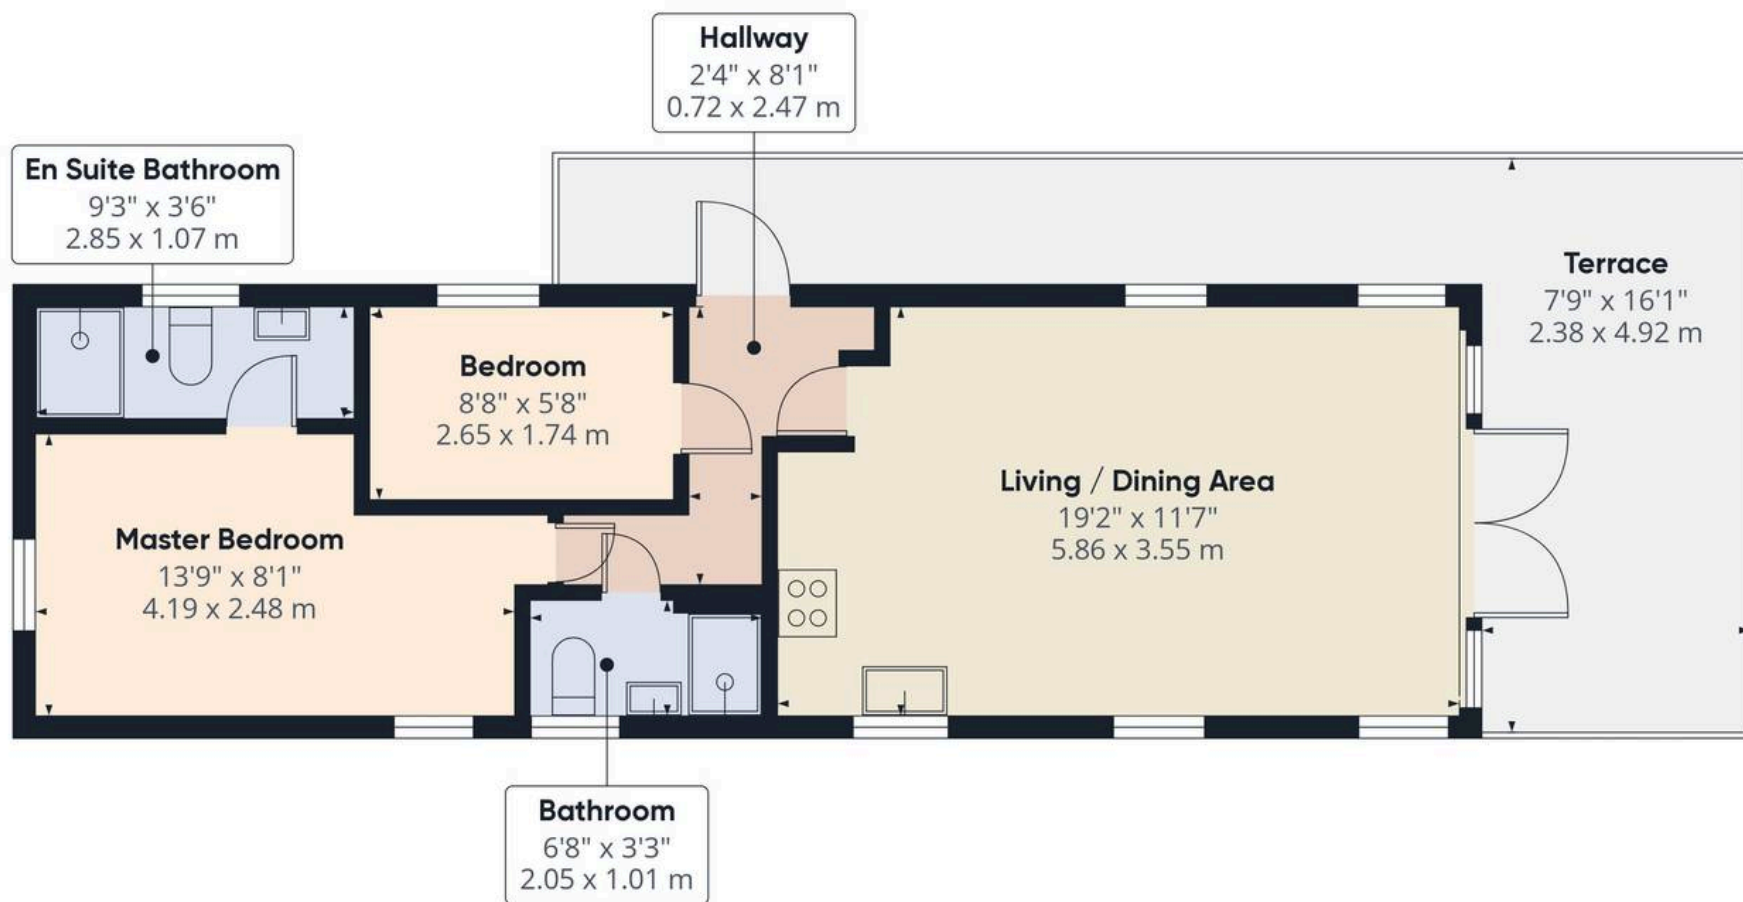 Hallway
2'4" x 8'1"
0.72 x 2.47 m
En Suite Bathroom
9'3" x 3'6"
2.85 x 1.07 m
Terrace
7'9" x 16'1"
2.38 x 4.92 m
Bedroom
8'8" x 5'8"
2.65 x 1.74 m
Living / Dining Area
19'2" x 11'7"
5.86 x 3.55 m
Master Bedroom
13'9" x 8'1"
4.19 x 2.48 m
Bathroom
6'8" x 3'3"
2.05 x 1.01 m